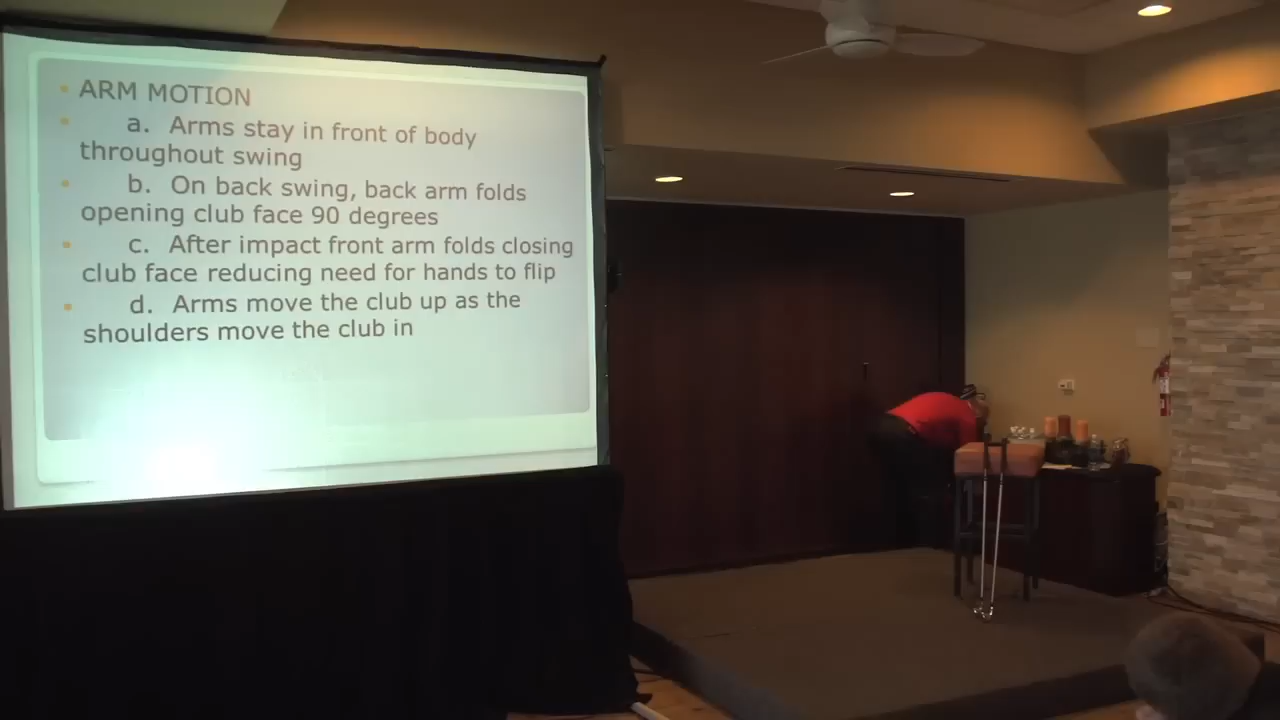 ARM MOTION
a. Arms stay in front of body
throughout swing
b. On back swing, back arm folds
opening club face 90 degrees
c. After impact front arm folds closing
club face reducing need for hands to flip
d. Arms move the club up as the
shoulders move the club in